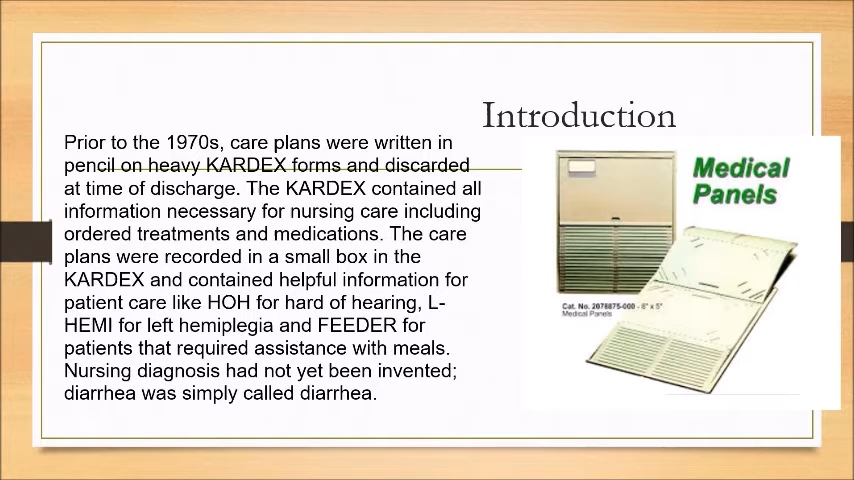 Introduction
Prior to the 1970s, care plans were written in
pencil on heavy KARDEX forms and discarded
at time of discharge. The KARDEX contained all
information necessary for nursing care including
ordered treatments and medications. The care
plans were recorded in a small box in the
KARDEX and contained helpful information for
patient care like HOH for hard of hearing, L-
HEMI for left hemiplegia and FEEDER for
patients that required assistance with meals.
Nursing diagnosis had not yet been invented;
diarrhea was simply called diarrhea.
Medical
Panels
Cat. No. 2078875-000 - 8" x 5"
Medical Panels